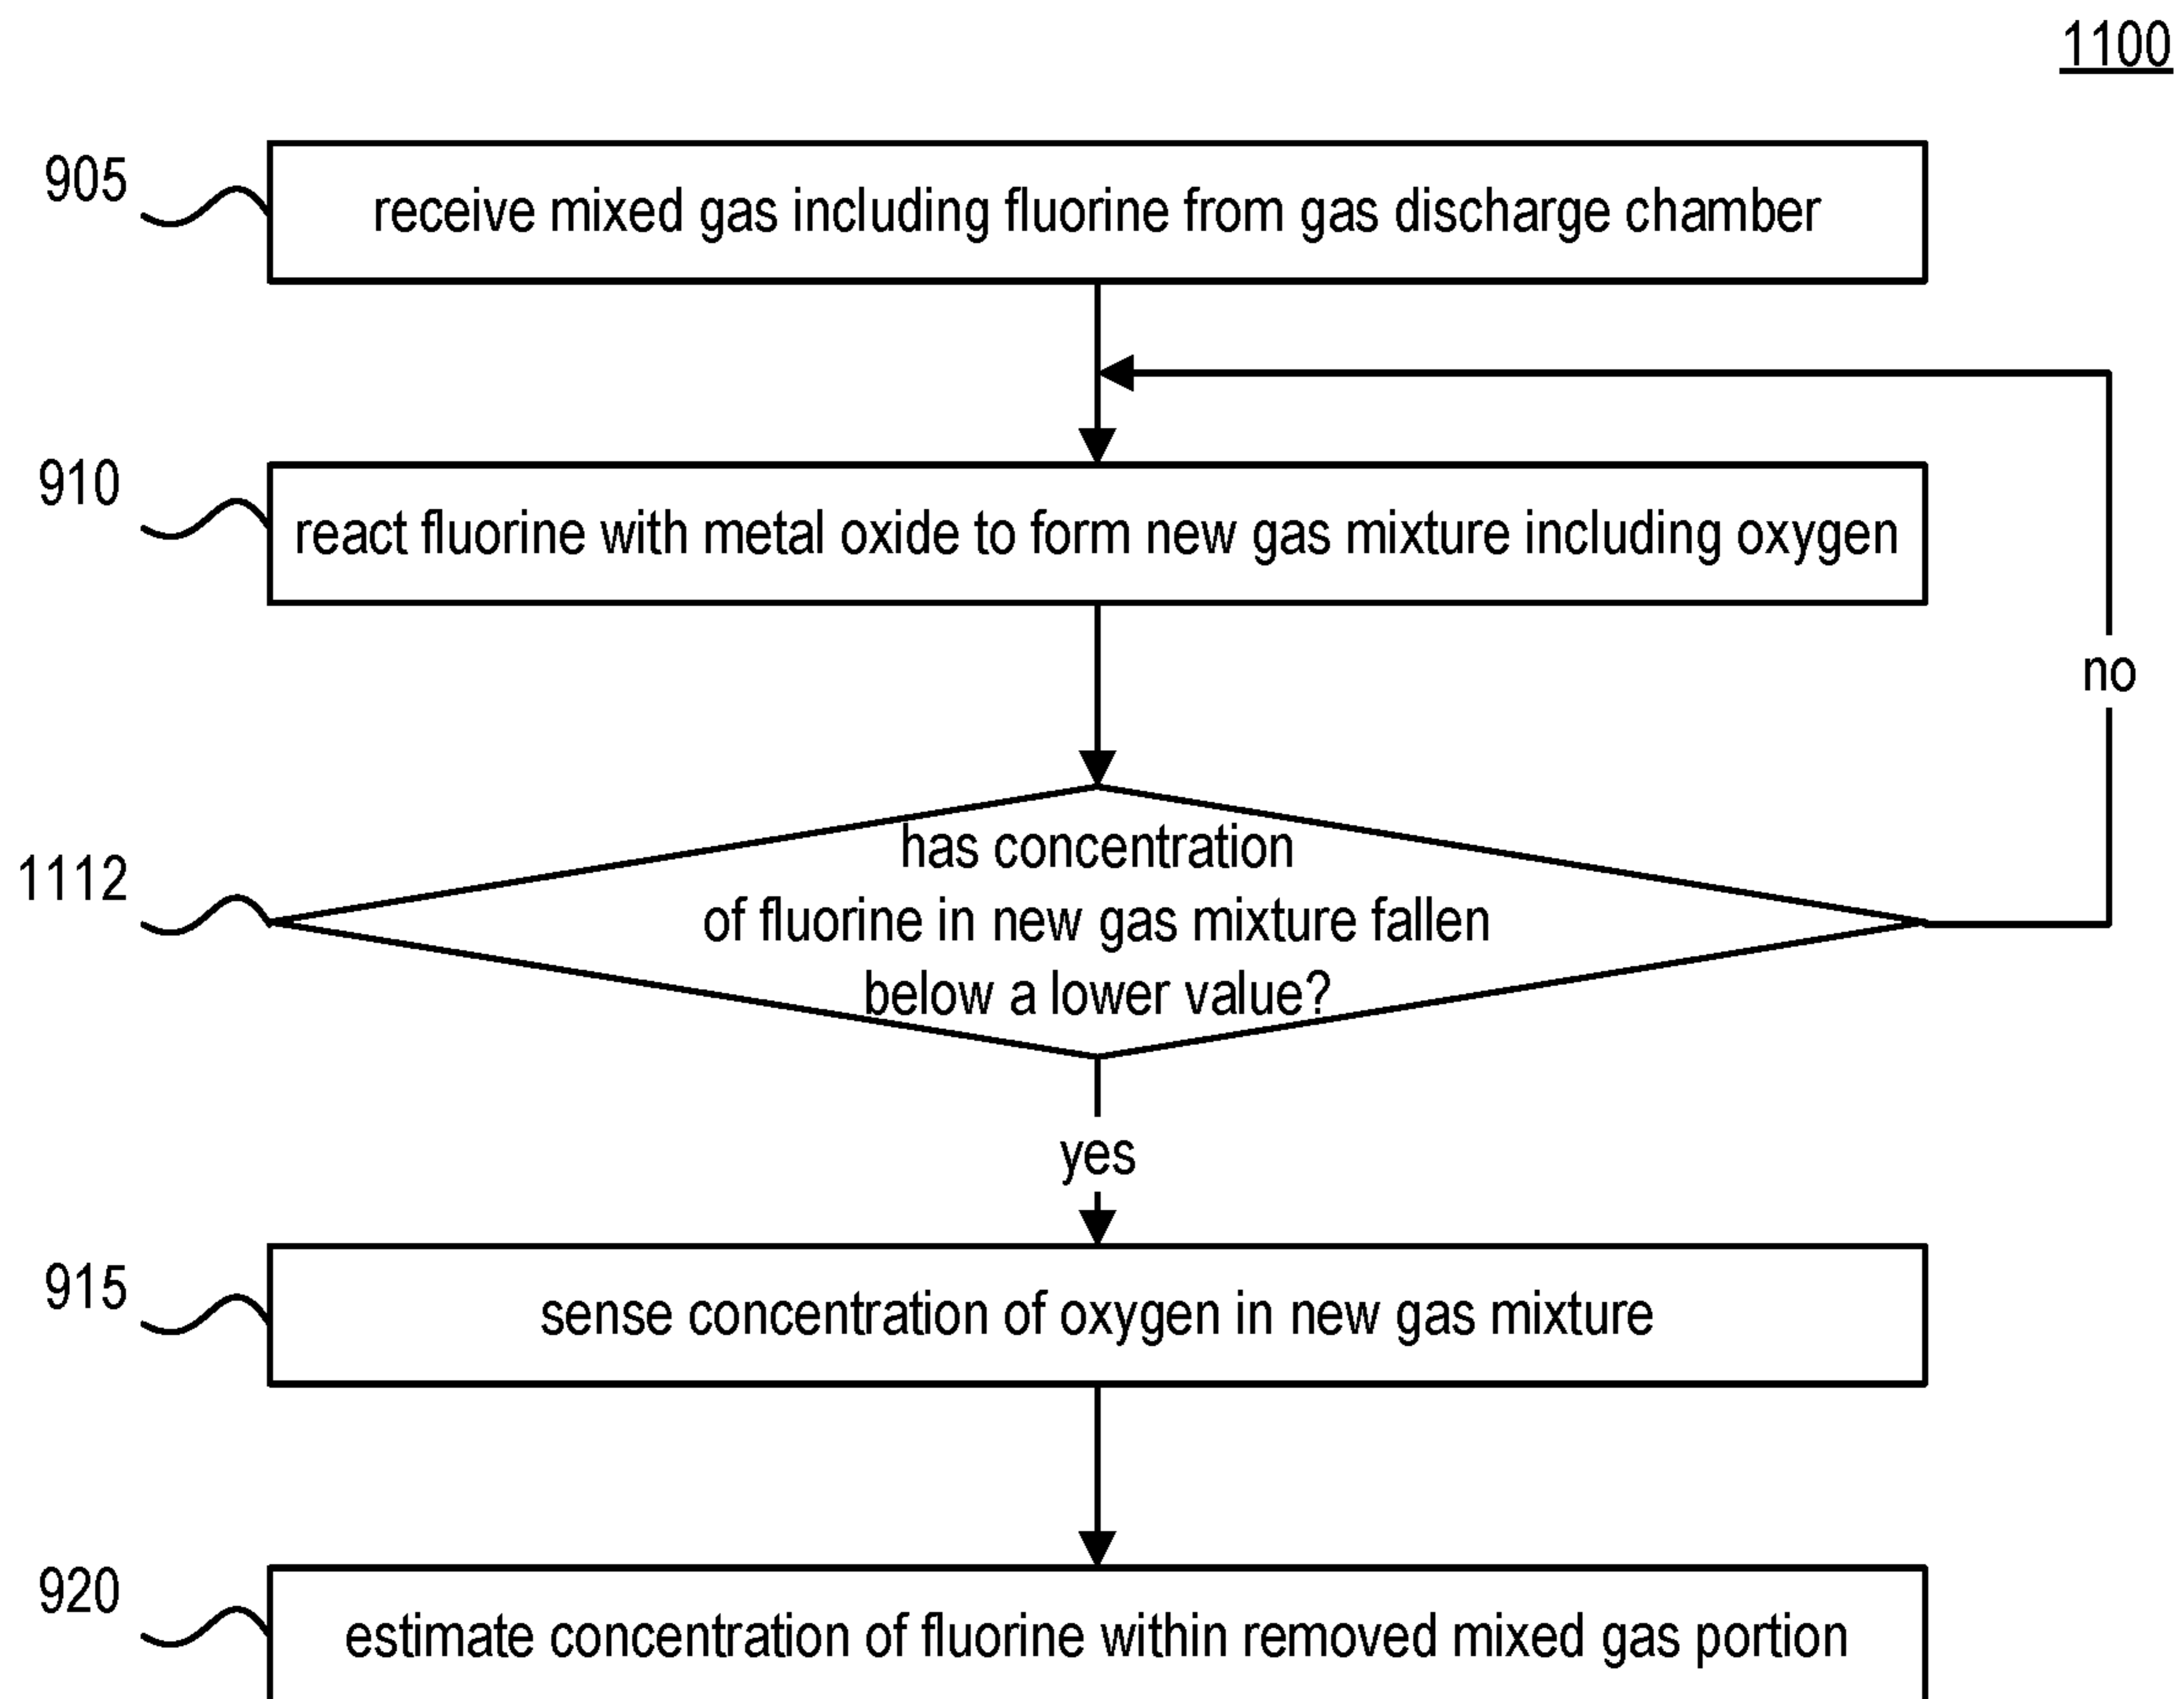 1100
905
receive mixed gas including fluorine from gas discharge chamber
910
react fluorine with metal oxide to form new gas mixture including oxygen
no
1112
has concentration
of fluorine in new gas mixture fallen
below a lower value?
yes
915
sense concentration of oxygen in new gas mixture
920
estimate concentration of fluorine within removed mixed gas portion